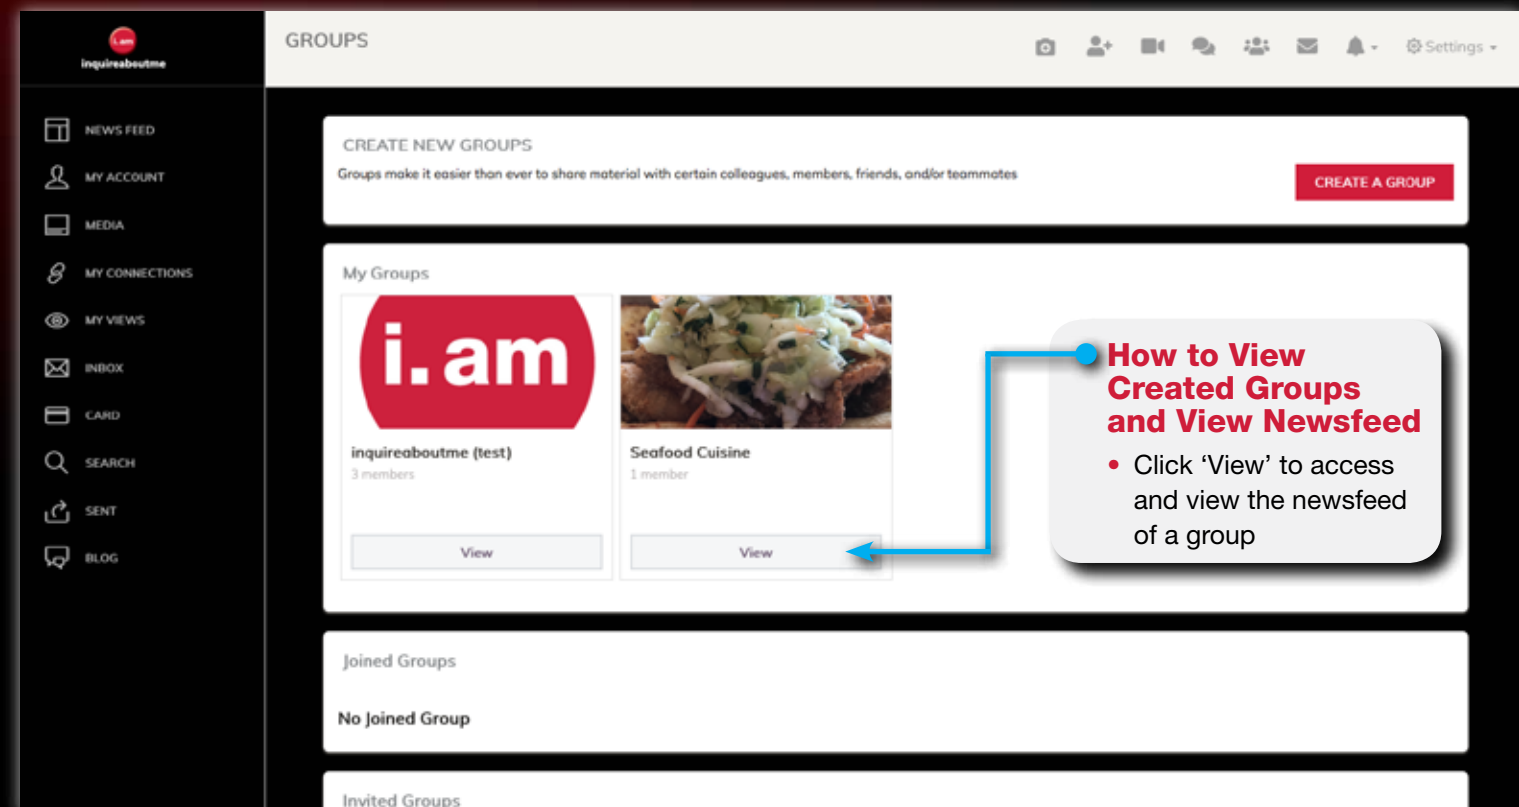 i.am
inquireaboutme
GROUPS
Settings
NEWS FEED
MY ACCOUNT
MEDIA
MY CONNECTIONS
MY VIEWS
INBOX
CARD
SEARCH
SENT
BLOG
CREATE NEW GROUPS
Groups make it easier than ever to share material with certain colleagues, members, friends, and/or teammates
CREATE A GROUP
My Groups
i.am
inquireaboutme (test)
3 members
View
Seafood Cuisine
1 member
View
How to View
Created Groups
and View Newsfeed
• Click ‘View’ to access
and view the newsfeed
of a group
Joined Groups
No Joined Group
Invited Groups